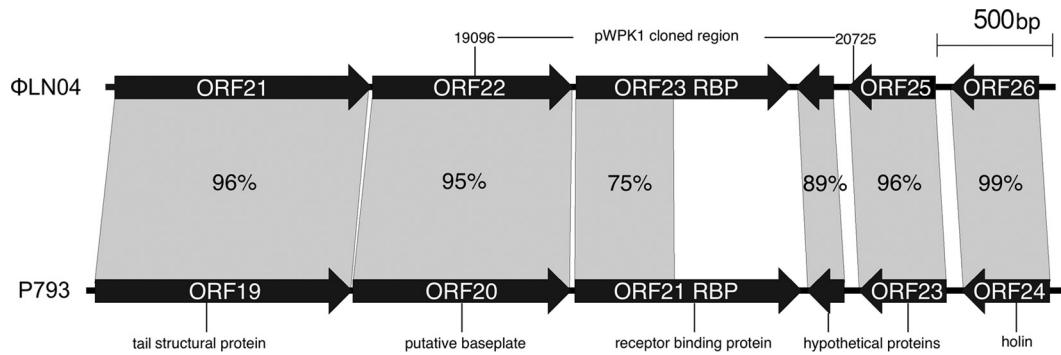 500bp
19096 pWPK1 cloned region 20725
ΦLN04 ORF21 ORF22 ORF23 RBP ORF25 ORF26
96% 95% 75% 89% 96% 99%
P793 ORF19 ORF20 ORF21 RBP ORF23 ORF24
tail structural protein putative baseplate receptor binding protein hypothetical proteins holin